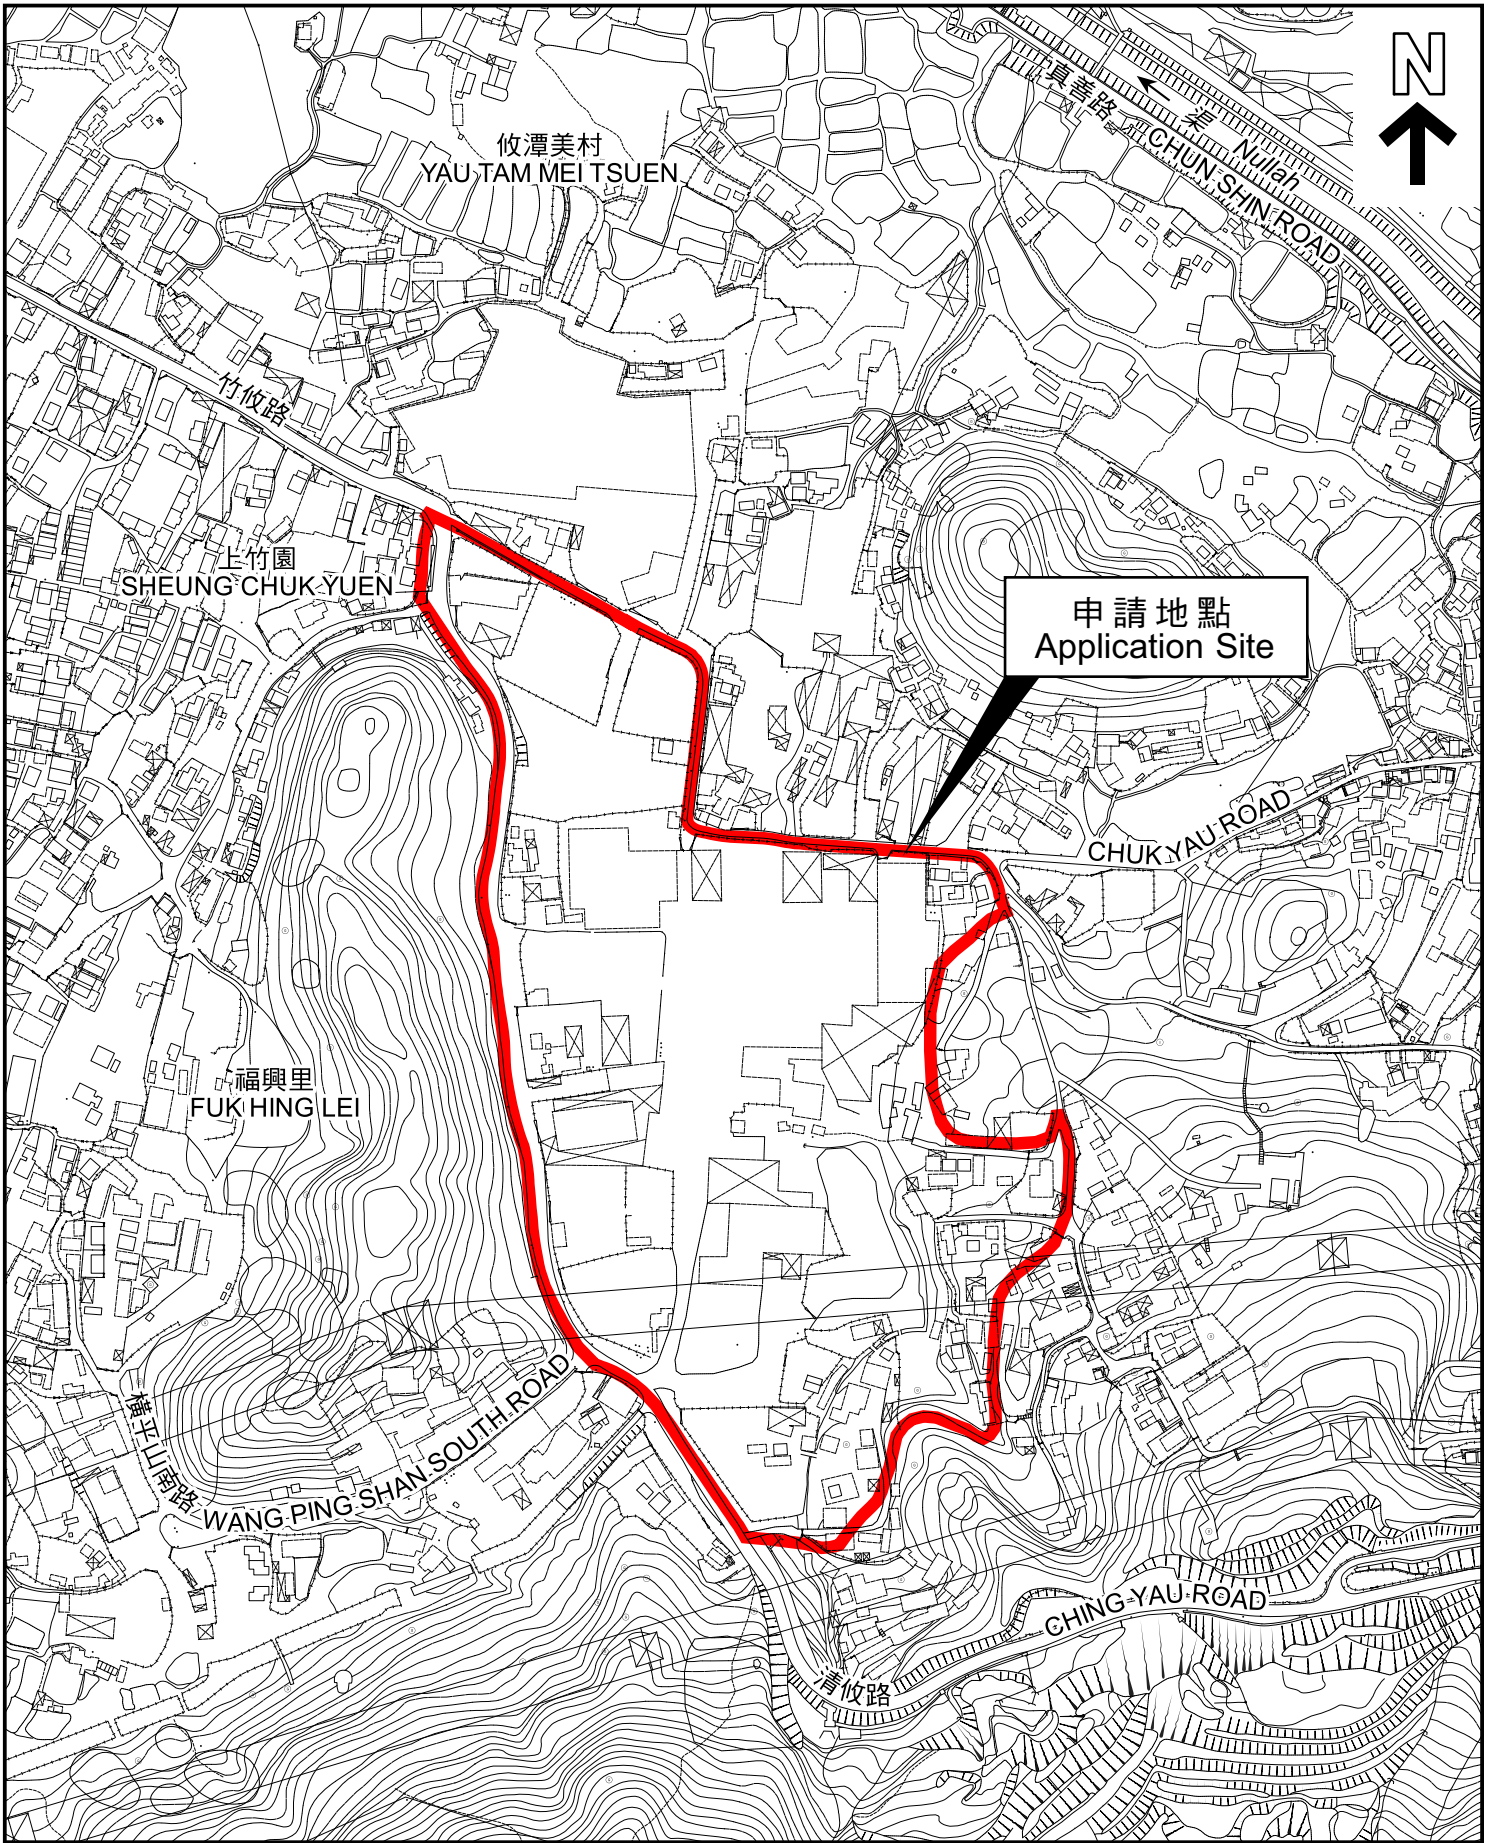 N
真善路
CHUN SHIN ROAD
渠 Nullah
攸潭美村
YAU TAM MEI TSUEN
竹攸路
上竹園
SHEUNG CHUK YUEN
申請地點
Application Site
CHUK YAU ROAD
福興里
FUK HING LEI
橫平山南路
WANG PING SHAN SOUTH ROAD
CHING YAU ROAD
清攸路